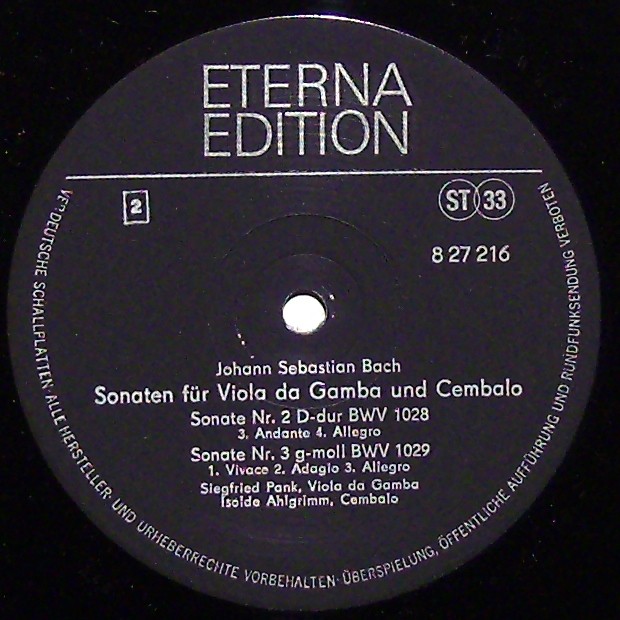 ETERNA
EDITION
2
ST 33
8 27 216
Johann Sebastian Bach
Sonaten für Viola da Gamba und Cembalo
Sonate Nr. 2 D-dur BWV 1028
3. Andante 4. Allegro
Sonate Nr. 3 g-moll BWV 1029
1. Vivace 2. Adagio 3. Allegro
Siegfried Pank, Viola da Gamba
Isolde Ahlgrimm, Cembalo
VEB DEUTSCHE SCHALLPLATTEN· ALLE HERSTELLER- UND URHEBERRECHTE VORBEHALTEN· ÜBERSPIELUNG, ÖFFENTLICHE AUFFÜHRUNG UND RUNDFUNKSENDUNG VERBOTEN